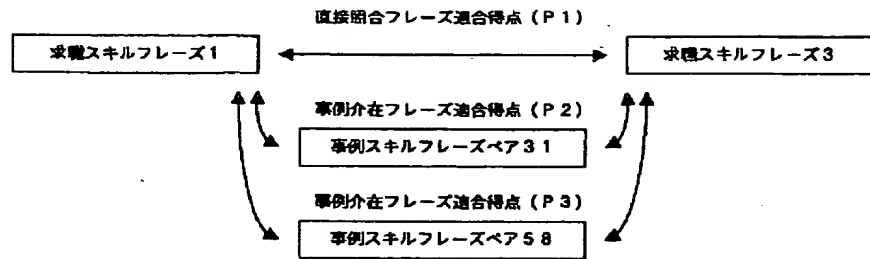 直接照合フレーズ適合得点（P1）
求職スキルフレーズ1
求職スキルフレーズ3
事例介在フレーズ適合得点（P2）
事例スキルフレーズペア31
事例介在フレーズ適合得点（P3）
事例スキルフレーズペア58